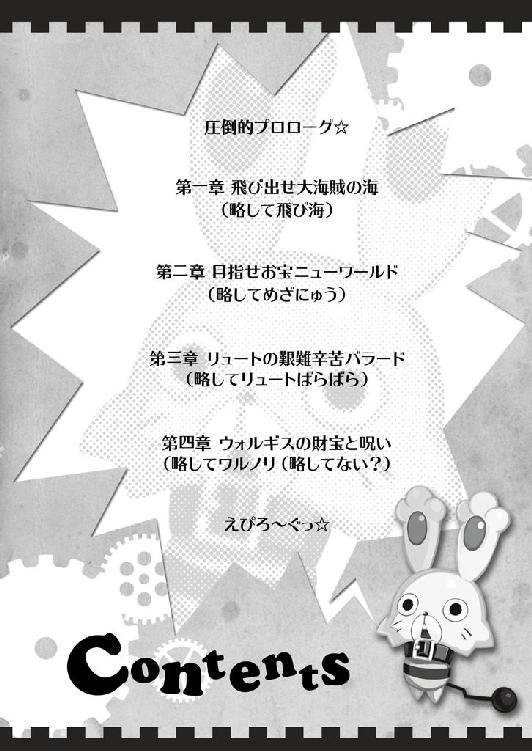 圧倒的プロローグ☆
第一章 飛び出せ大海賊の海
（略して飛び海）
第二章 目指せお宝ニューワールド
（略してめざにゅう）
第三章 リュートの艱難辛苦バラード
（略してリュートばらばら）
第四章 ウォルギスの財宝と呪い
（略してワルノリ（略してない？）
えぴろ～ぐっ☆
Contents